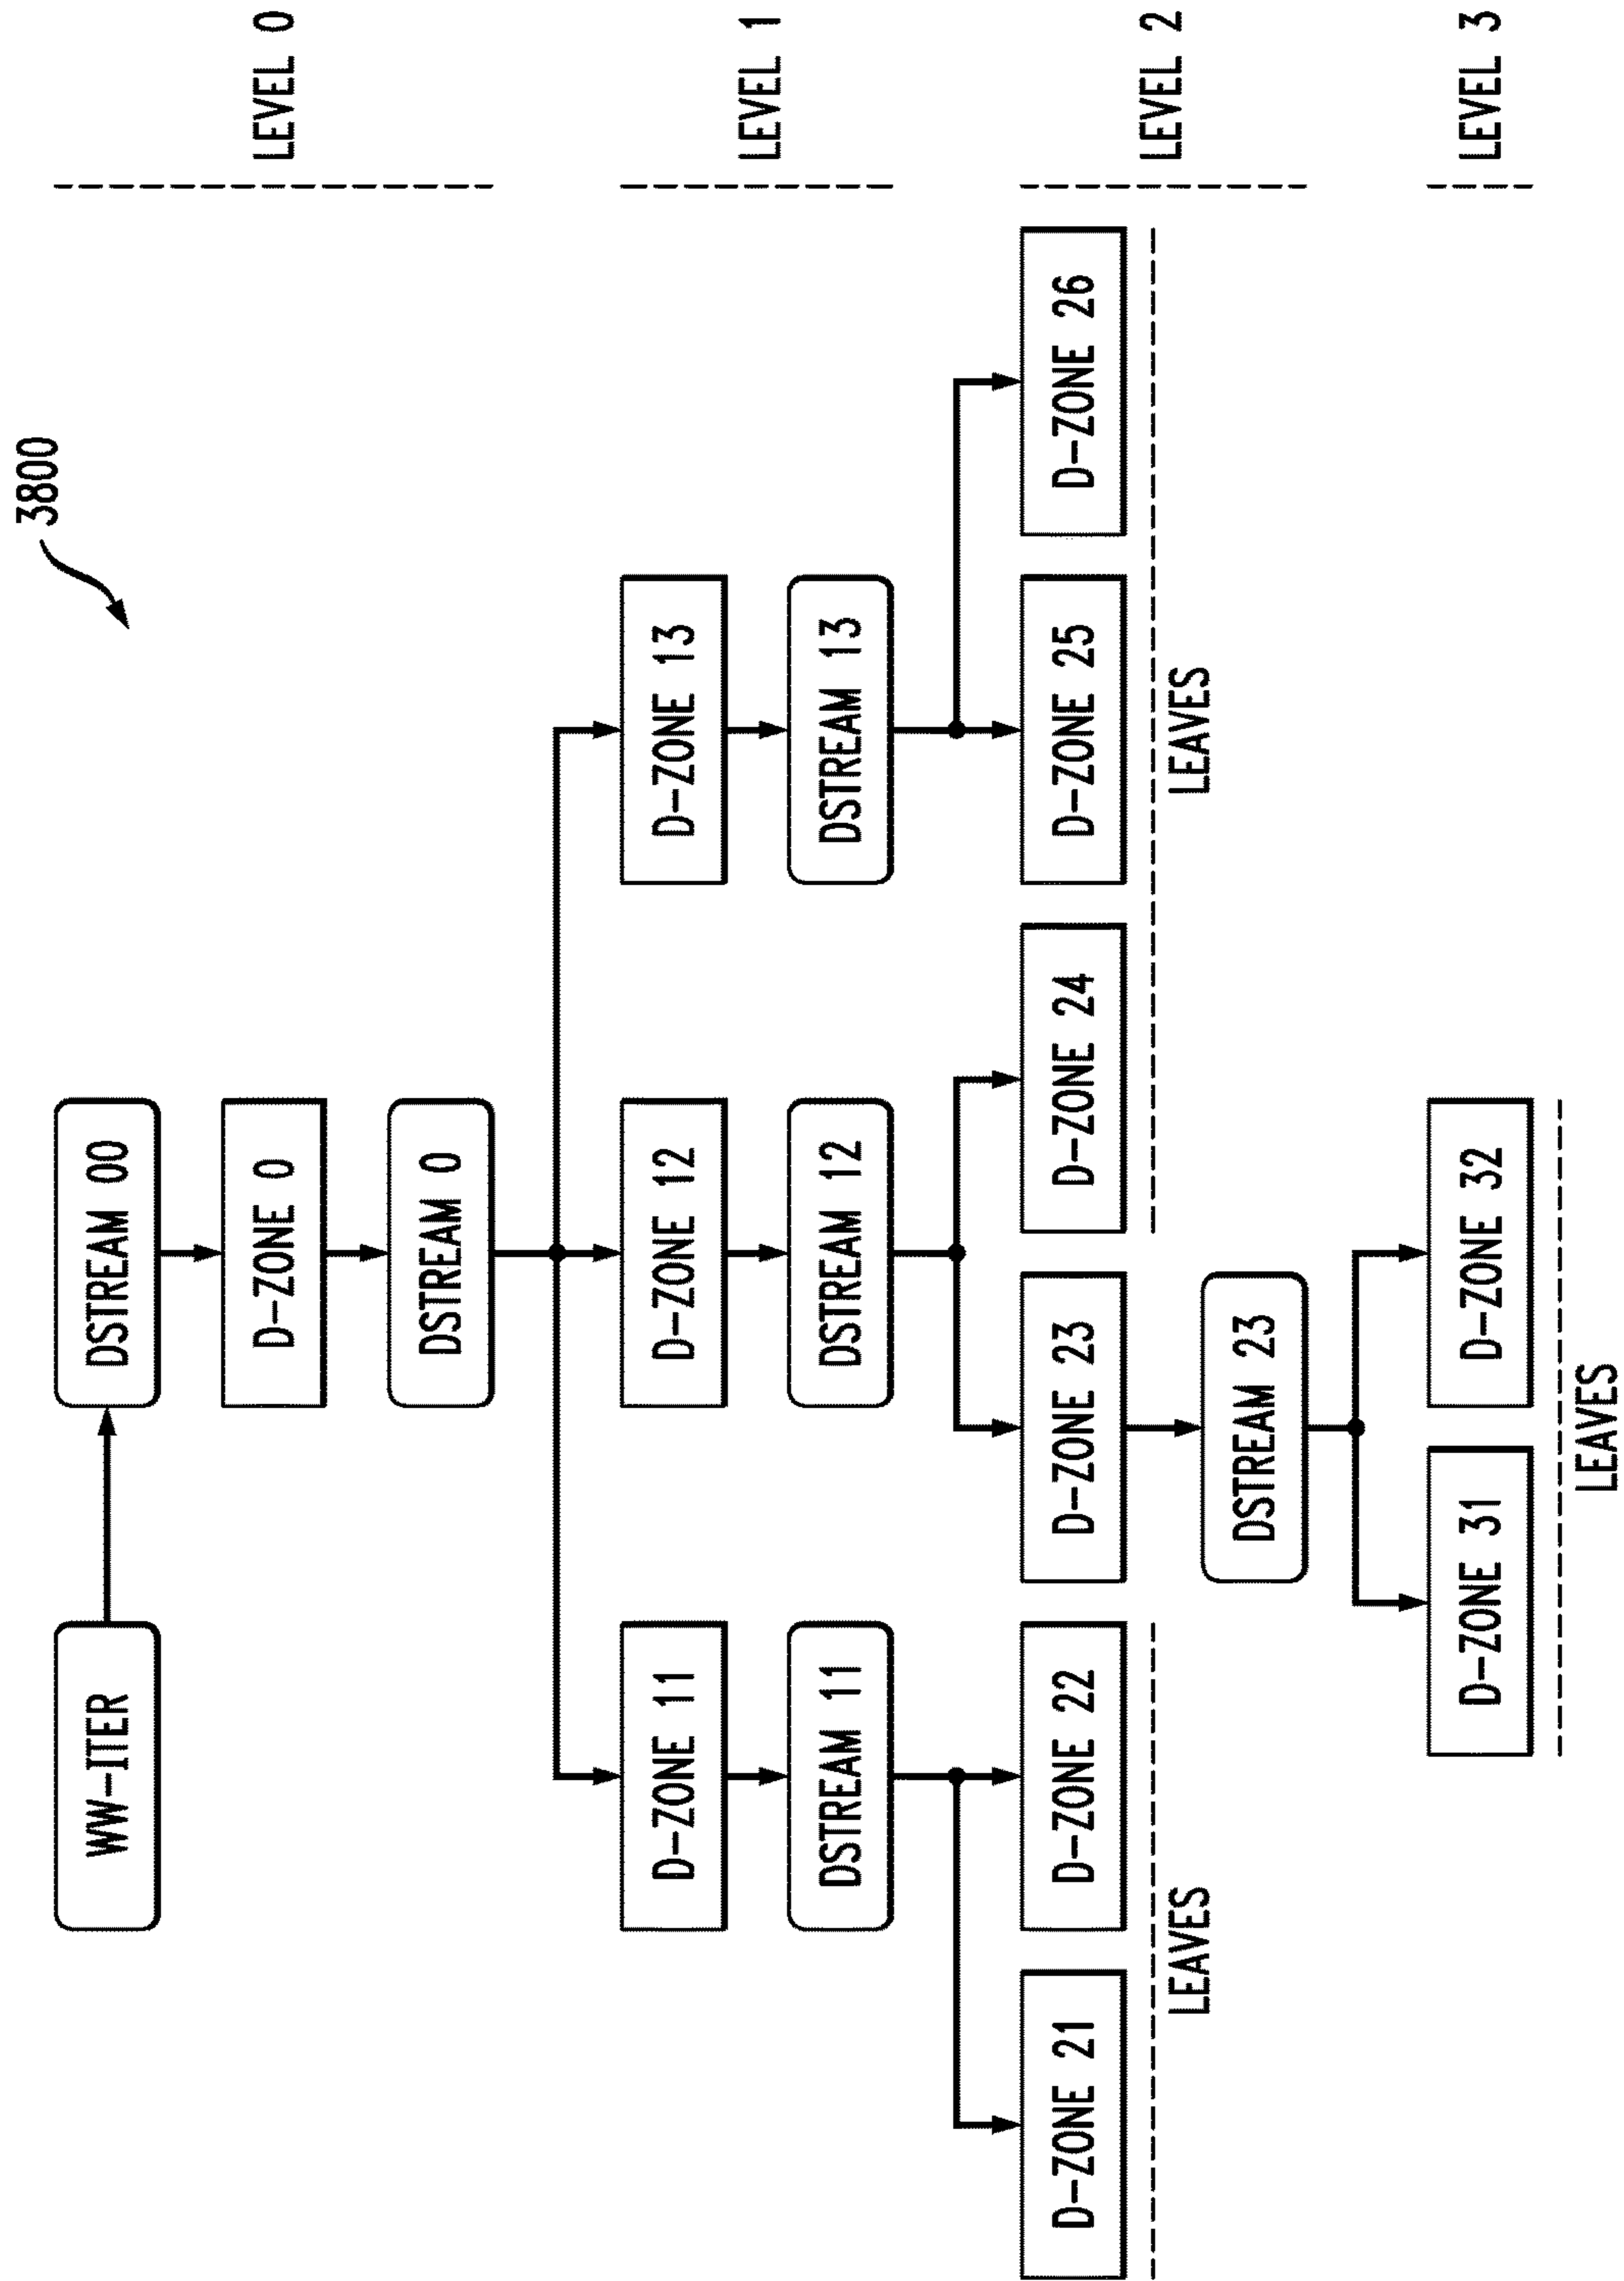 3800
WW-ITER
DSTREAM 00
D-ZONE 0
DSTREAM 0
LEVEL 0
D-ZONE 11
D-ZONE 12
D-ZONE 13
DSTREAM 11
DSTREAM 12
DSTREAM 13
LEVEL 1
D-ZONE 21
D-ZONE 22
D-ZONE 23
D-ZONE 24
D-ZONE 25
D-ZONE 26
LEVEL 2
LEAVES
LEAVES
DSTREAM 23
D-ZONE 31
D-ZONE 32
LEVEL 3
LEAVES